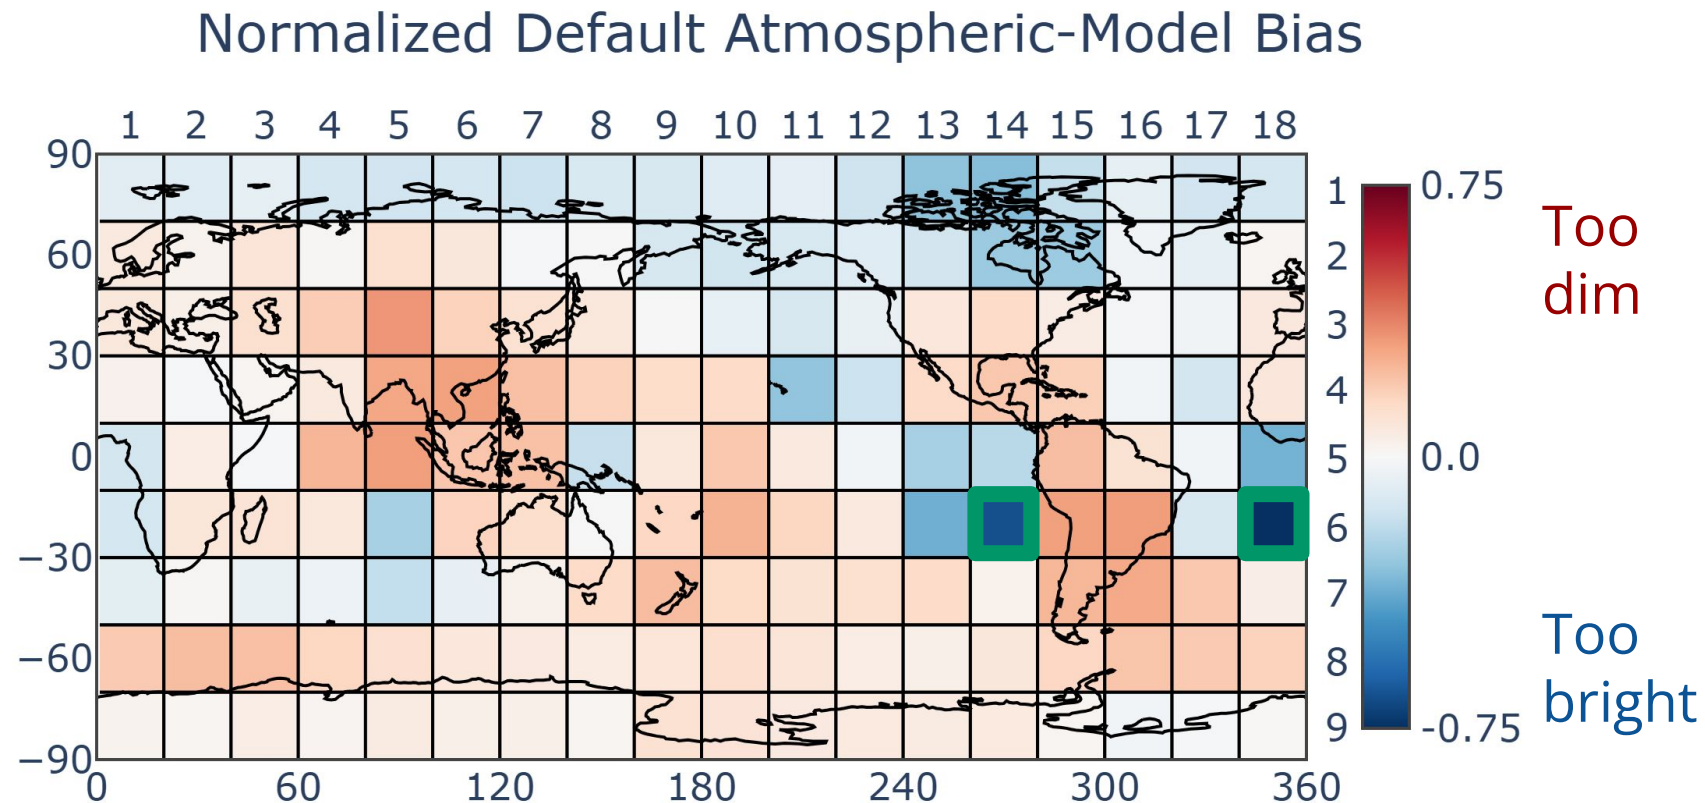 Normalized Default Atmospheric-Model Bias
1 2 3 4 5 6 7 8 9 10 11 12 13 14 15 16 17 18
90
60
30
0
−30
−60
−90
0 60 120 180 240 300 360
1
2
3
4
5
6
7
8
9
0.75
0.0
-0.75
Too
dim
Too
bright